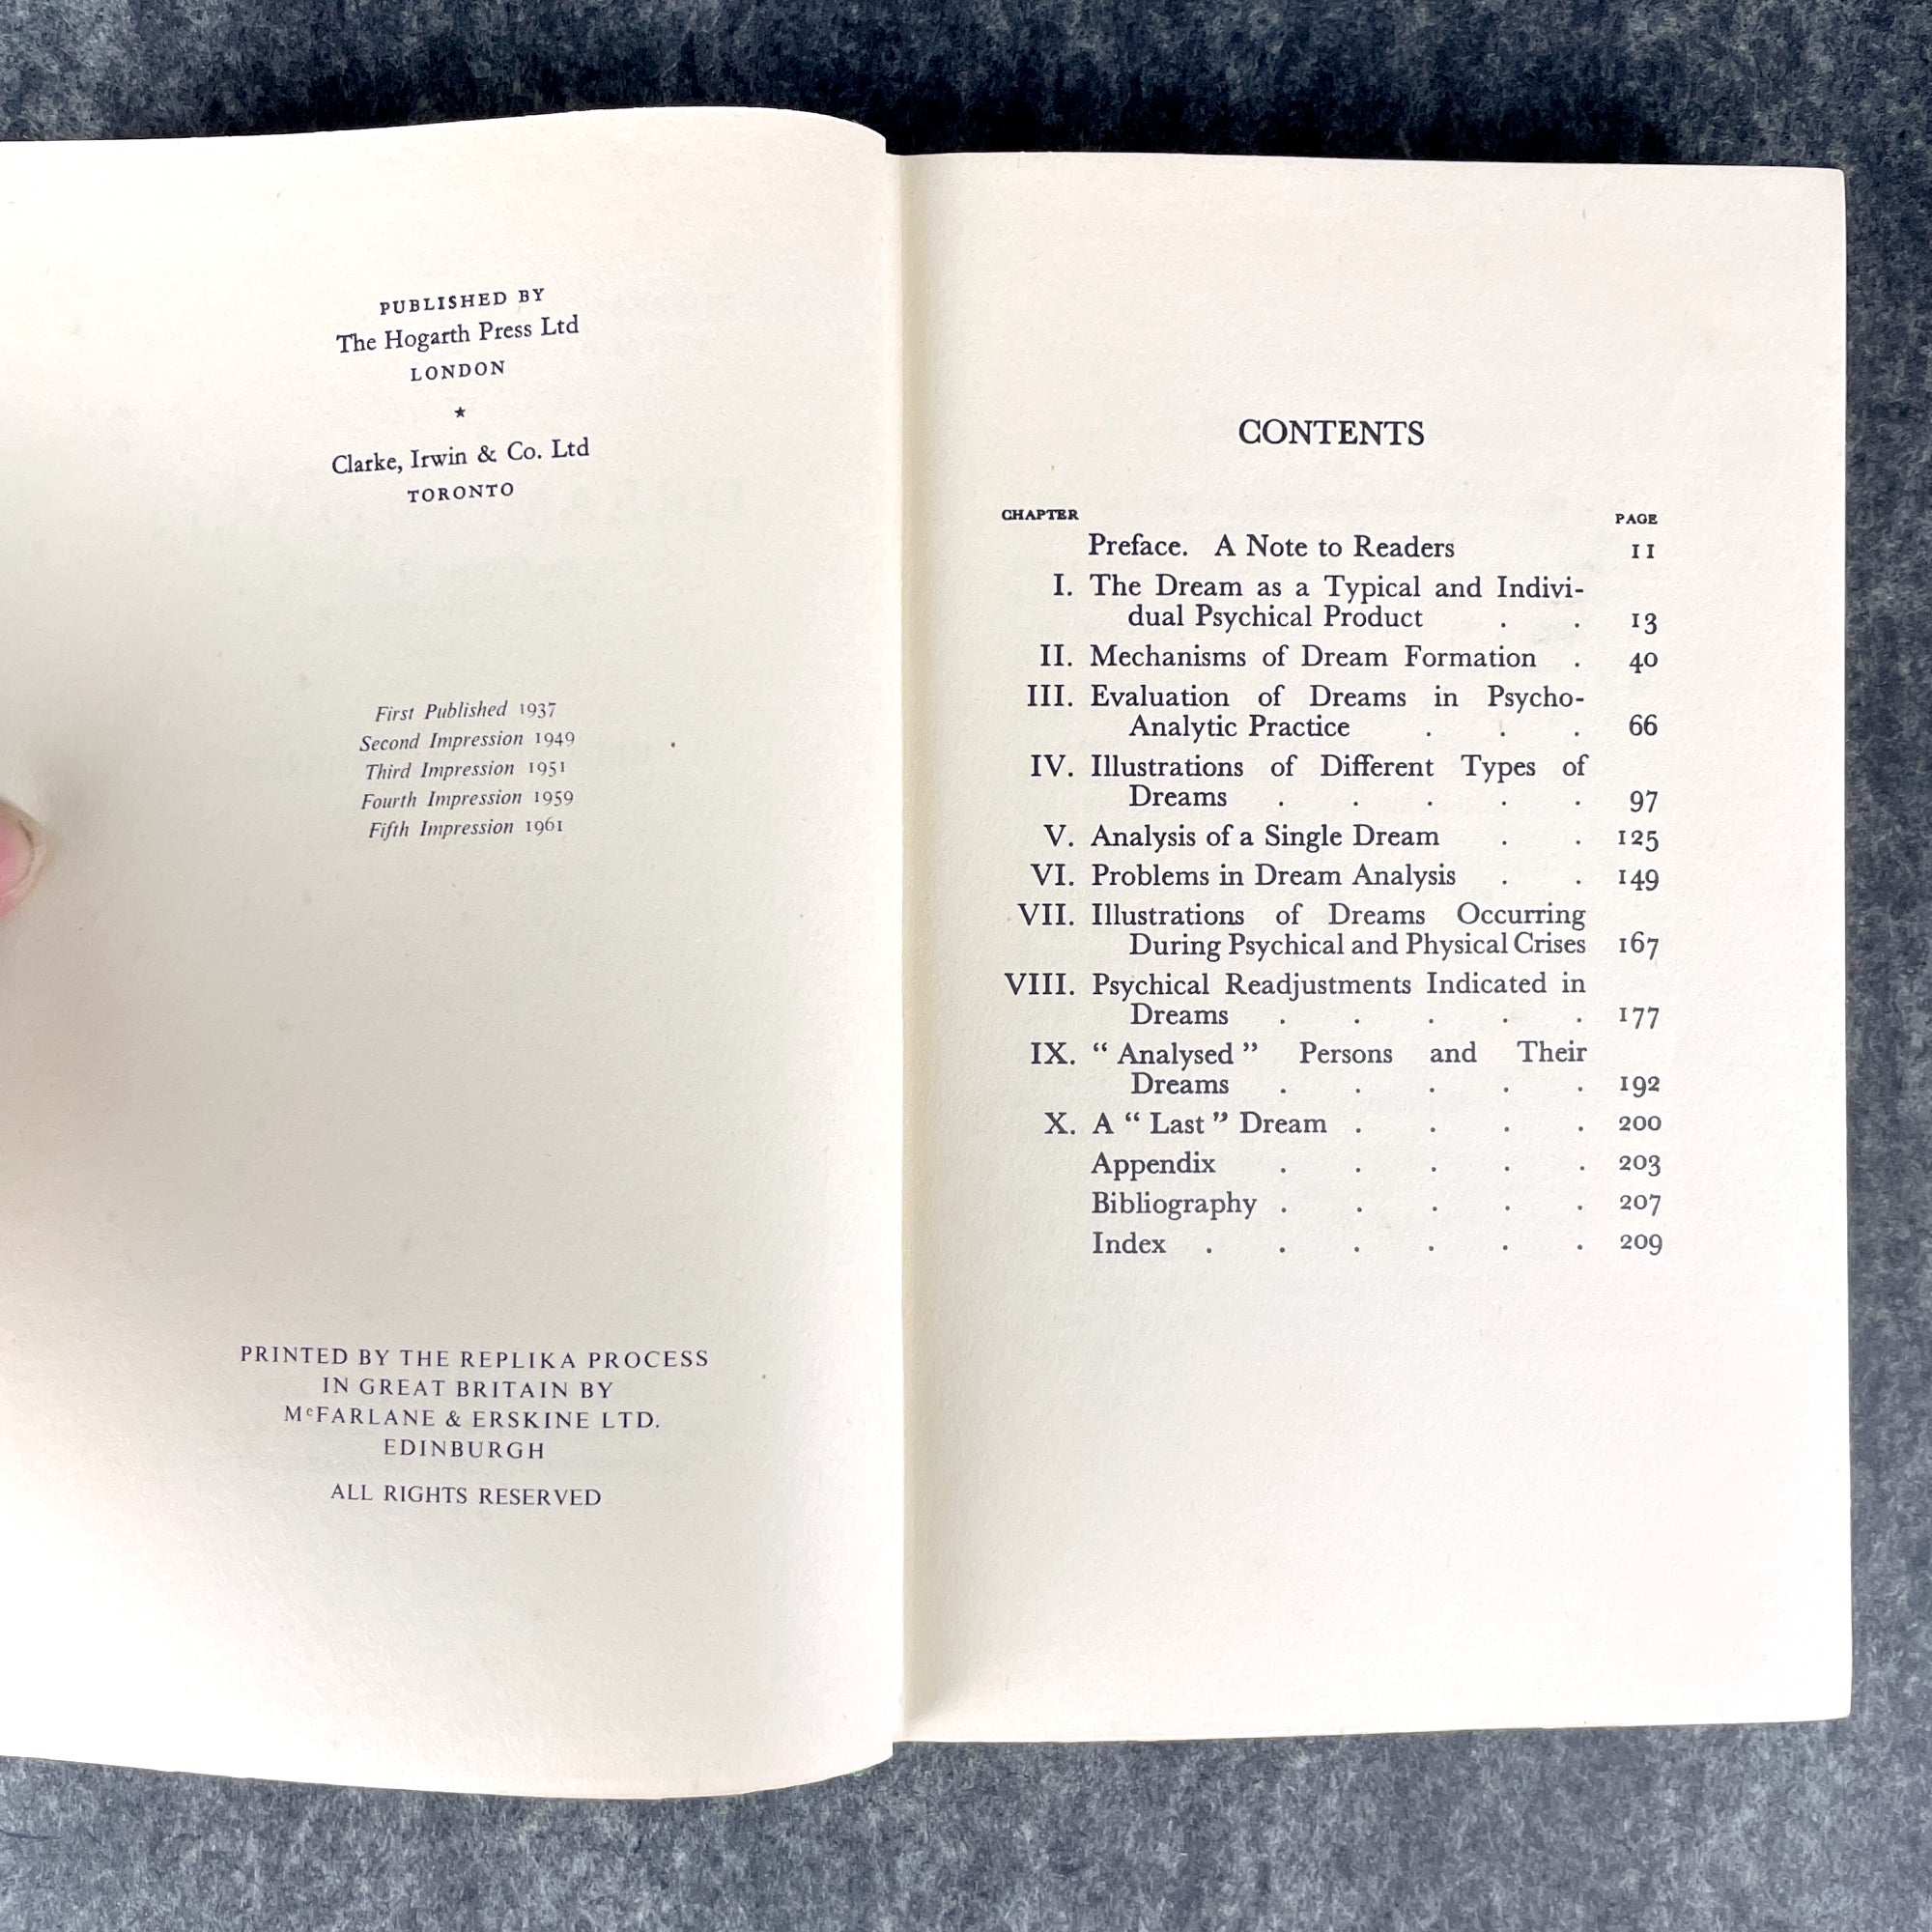 PUBLISHED BY
The Hogarth Press Ltd
LONDON
★
Clarke, Irwin & Co. Ltd
TORONTO
First Published 1937
Second Impression 1949
Third Impression 1951
Fourth Impression 1959
Fifth Impression 1961
PRINTED BY THE REPLIKA PROCESS
IN GREAT BRITAIN BY
McFARLANE & ERSKINE LTD.
EDINBURGH
ALL RIGHTS RESERVED
CONTENTS
CHAPTER PAGE
Preface. A Note to Readers 11
I. The Dream as a Typical and Indivi-
dual Psychical Product . . 13
II. Mechanisms of Dream Formation . 40
III. Evaluation of Dreams in Psycho-
Analytic Practice . . . 66
IV. Illustrations of Different Types of
Dreams . . . . . 97
V. Analysis of a Single Dream . . 125
VI. Problems in Dream Analysis . . 149
VII. Illustrations of Dreams Occurring
During Psychical and Physical Crises 167
VIII. Psychical Readjustments Indicated in
Dreams . . . . . 177
IX. “ Analysed ” Persons and Their
Dreams . . . . . 192
X. A “ Last ” Dream . . . . 200
Appendix . . . . . 203
Bibliography . . . . . 207
Index . . . . . . 209